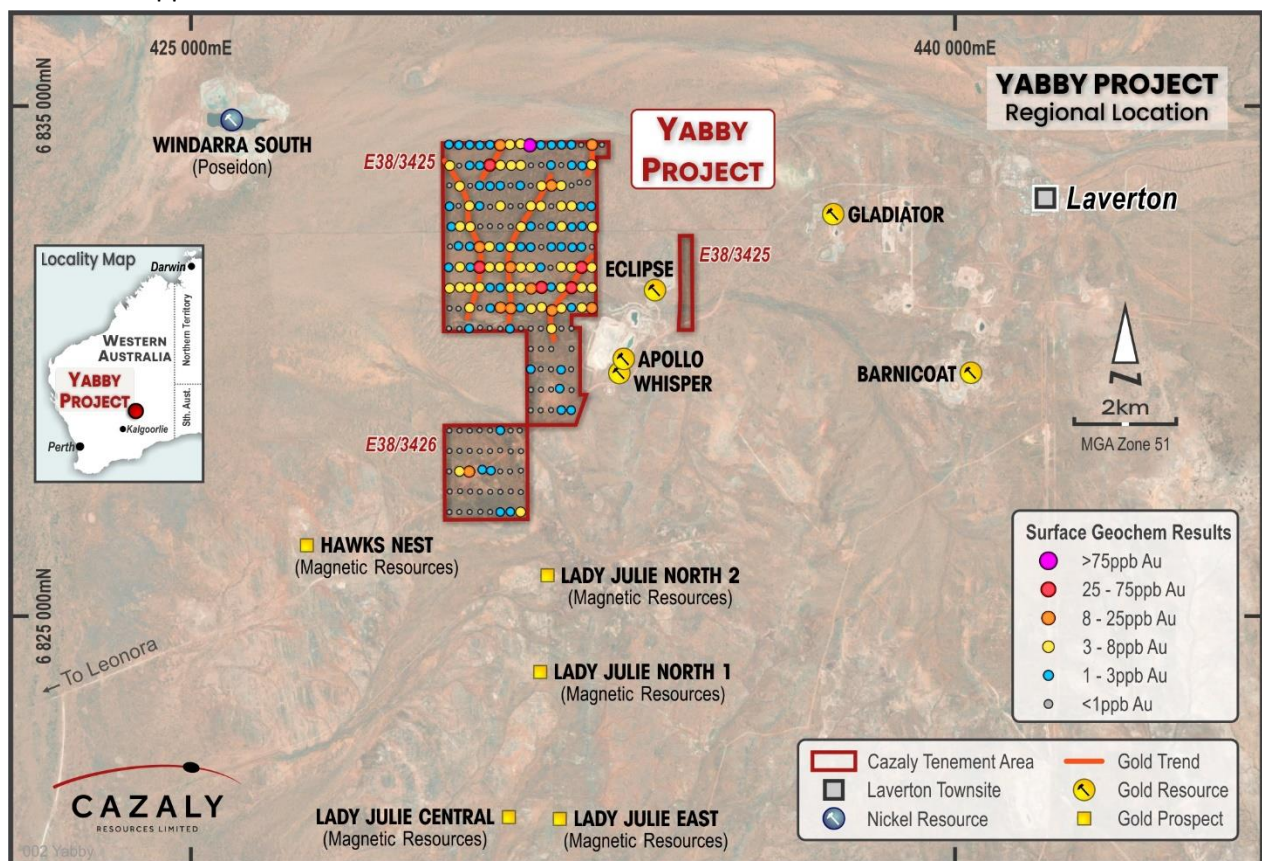 425 000mE
440 000mE
6 835 000mN
6 825 000mN
YABBY PROJECT
Regional Location
WINDARRA SOUTH
(Poseidon)
E38/3425
YABBY
PROJECT
Laverton
GLADIATOR
E38/3425
ECLIPSE
APOLLO
WHISPER
BARNICOAT
N
2km
MGA Zone 51
Locality Map
Darwin
Northern Territory
WESTERN
AUSTRALIA
YABBY
PROJECT
Sth. Aust.
Kalgoorlie
Perth
E38/3426
HAWKS NEST
(Magnetic Resources)
LADY JULIE NORTH 2
(Magnetic Resources)
LADY JULIE NORTH 1
(Magnetic Resources)
To Leonora
LADY JULIE CENTRAL
(Magnetic Resources)
LADY JULIE EAST
(Magnetic Resources)
Surface Geochem Results
>75ppb Au
25 - 75ppb Au
8 - 25ppb Au
3 - 8ppb Au
1 - 3ppb Au
<1ppb Au
Cazaly Tenement Area
Gold Trend
Laverton Townsite
Gold Resource
Nickel Resource
Gold Prospect
CAZALY
RESOURCES LIMITED
002 Yabby